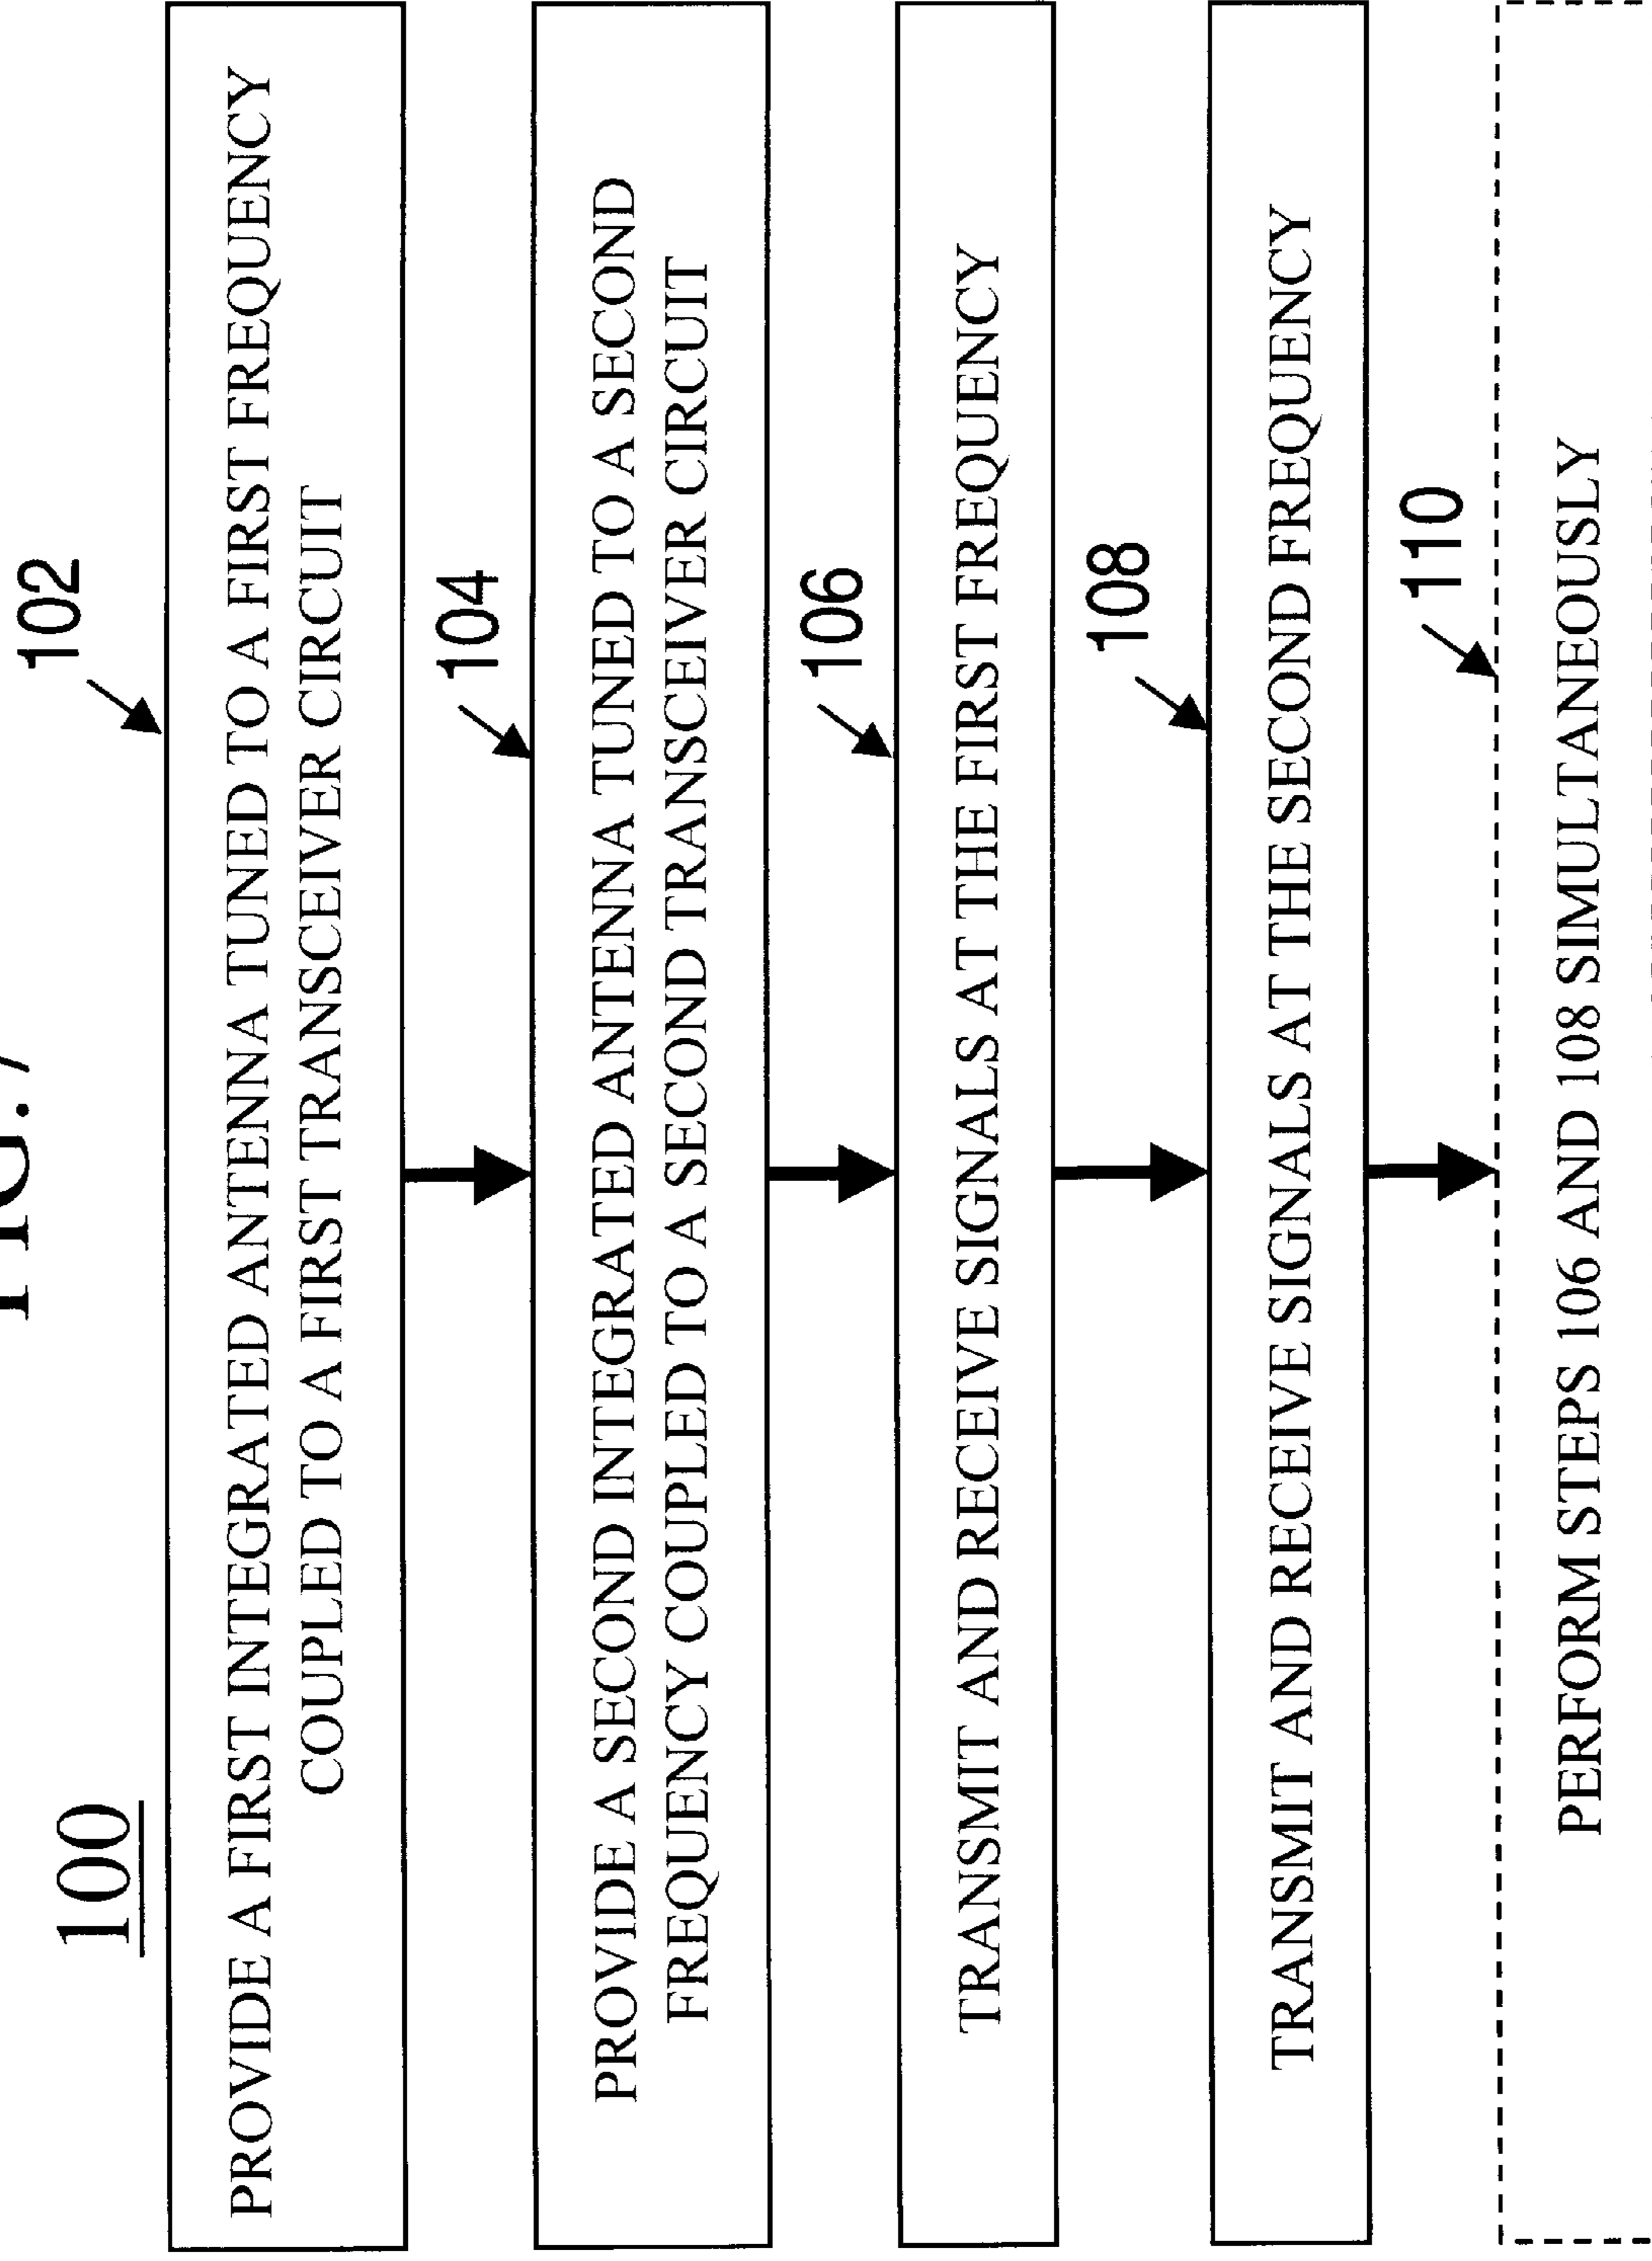 FIG. 7
100
102
PROVIDE A FIRST INTEGRATED ANTENNA TUNED TO A FIRST FREQUENCY
COUPLED TO A FIRST TRANSCEIVER CIRCUIT
104
PROVIDE A SECOND INTEGRATED ANTENNA TUNED TO A SECOND
FREQUENCY COUPLED TO A SECOND TRANSCEIVER CIRCUIT
106
TRANSMIT AND RECEIVE SIGNALS AT THE FIRST FREQUENCY
108
TRANSMIT AND RECEIVE SIGNALS AT THE SECOND FREQUENCY
110
PERFORM STEPS 106 AND 108 SIMULTANEOUSLY